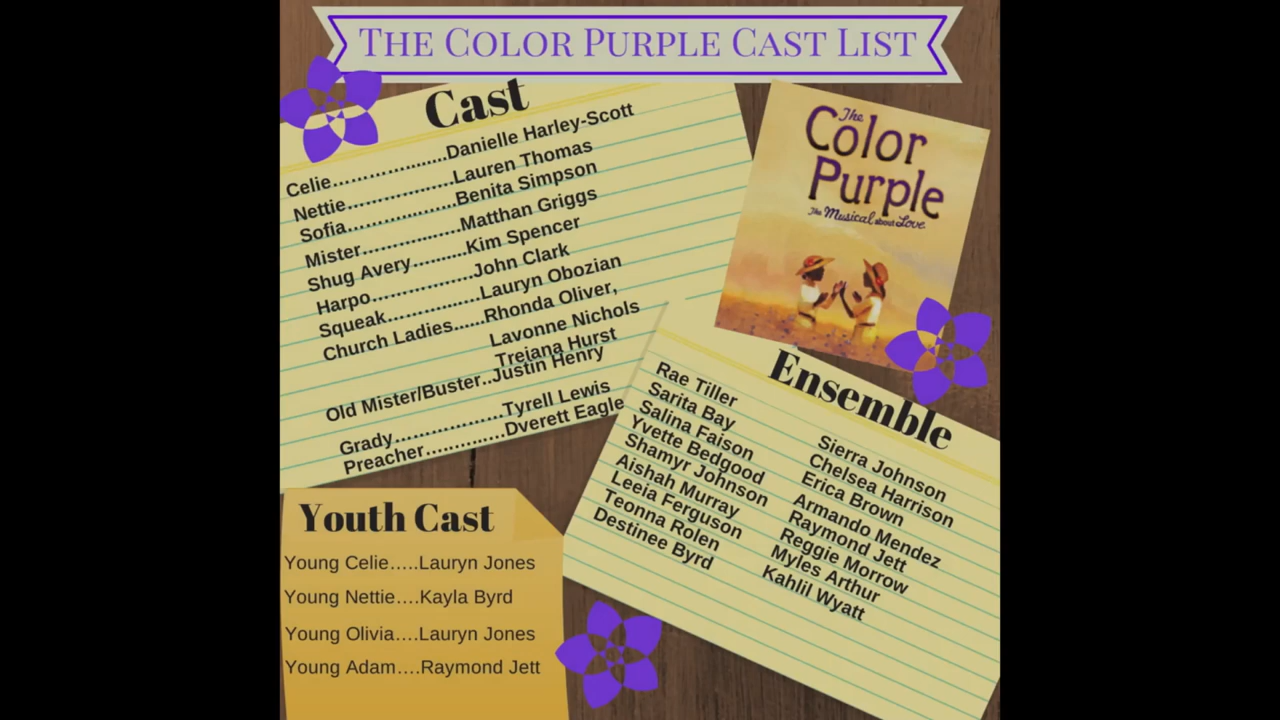 THE COLOR PURPLE CAST LIST
Cast
Celie......................Danielle Harley-Scott
Nettie....................Lauren Thomas
Sofia.....................Benita Simpson
Mister...................Matthan Griggs
Shug Avery..........Kim Spencer
Harpo...................John Clark
Squeak.................Lauryn Obozian
Church Ladies......Rhonda Oliver,
Lavonne Nichols
Treiana Hurst
Old Mister/Buster..Justin Henry
Grady....................Tyrell Lewis
Preacher...............Dverett Eagle
The
Color
Purple
The Musical about Love
Ensemble
Rae Tiller
Sarita Bay
Salina Faison
Yvette Bedgood
Shamyr Johnson
Aishah Murray
Leeia Ferguson
Teonna Rolen
Destinee Byrd
Sierra Johnson
Chelsea Harrison
Erica Brown
Armando Mendez
Raymond Jett
Reggie Morrow
Myles Arthur
Kahlil Wyatt
Youth Cast
Young Celie.....Lauryn Jones
Young Nettie....Kayla Byrd
Young Olivia....Lauryn Jones
Young Adam....Raymond Jett